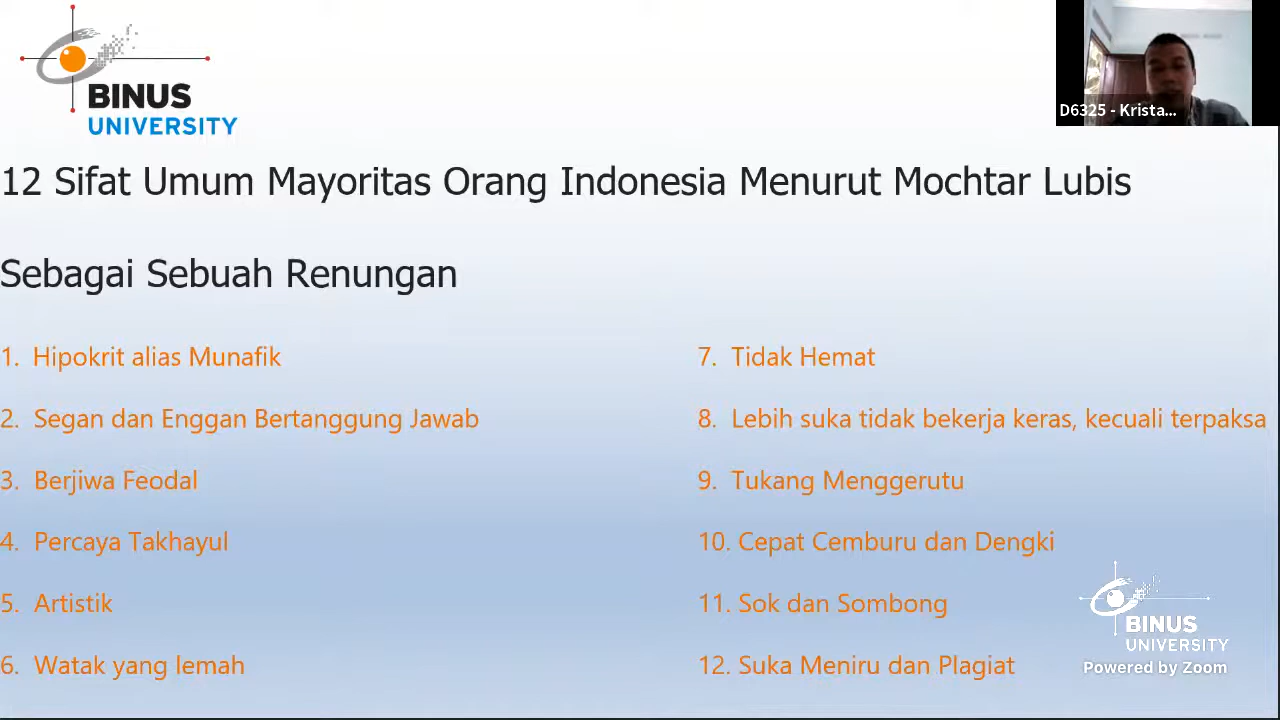 BINUS
UNIVERSITY
D6325 - Krista...
12 Sifat Umum Mayoritas Orang Indonesia Menurut Mochtar Lubis
Sebagai Sebuah Renungan
1. Hipokrit alias Munafik
2. Segan dan Enggan Bertanggung Jawab
3. Berjiwa Feodal
4. Percaya Takhayul
5. Artistik
6. Watak yang lemah
7. Tidak Hemat
8. Lebih suka tidak bekerja keras, kecuali terpaksa
9. Tukang Menggerutu
10. Cepat Cemburu dan Dengki
11. Sok dan Sombong
12. Suka Meniru dan Plagiat
BINUS
UNIVERSITY
Powered by Zoom